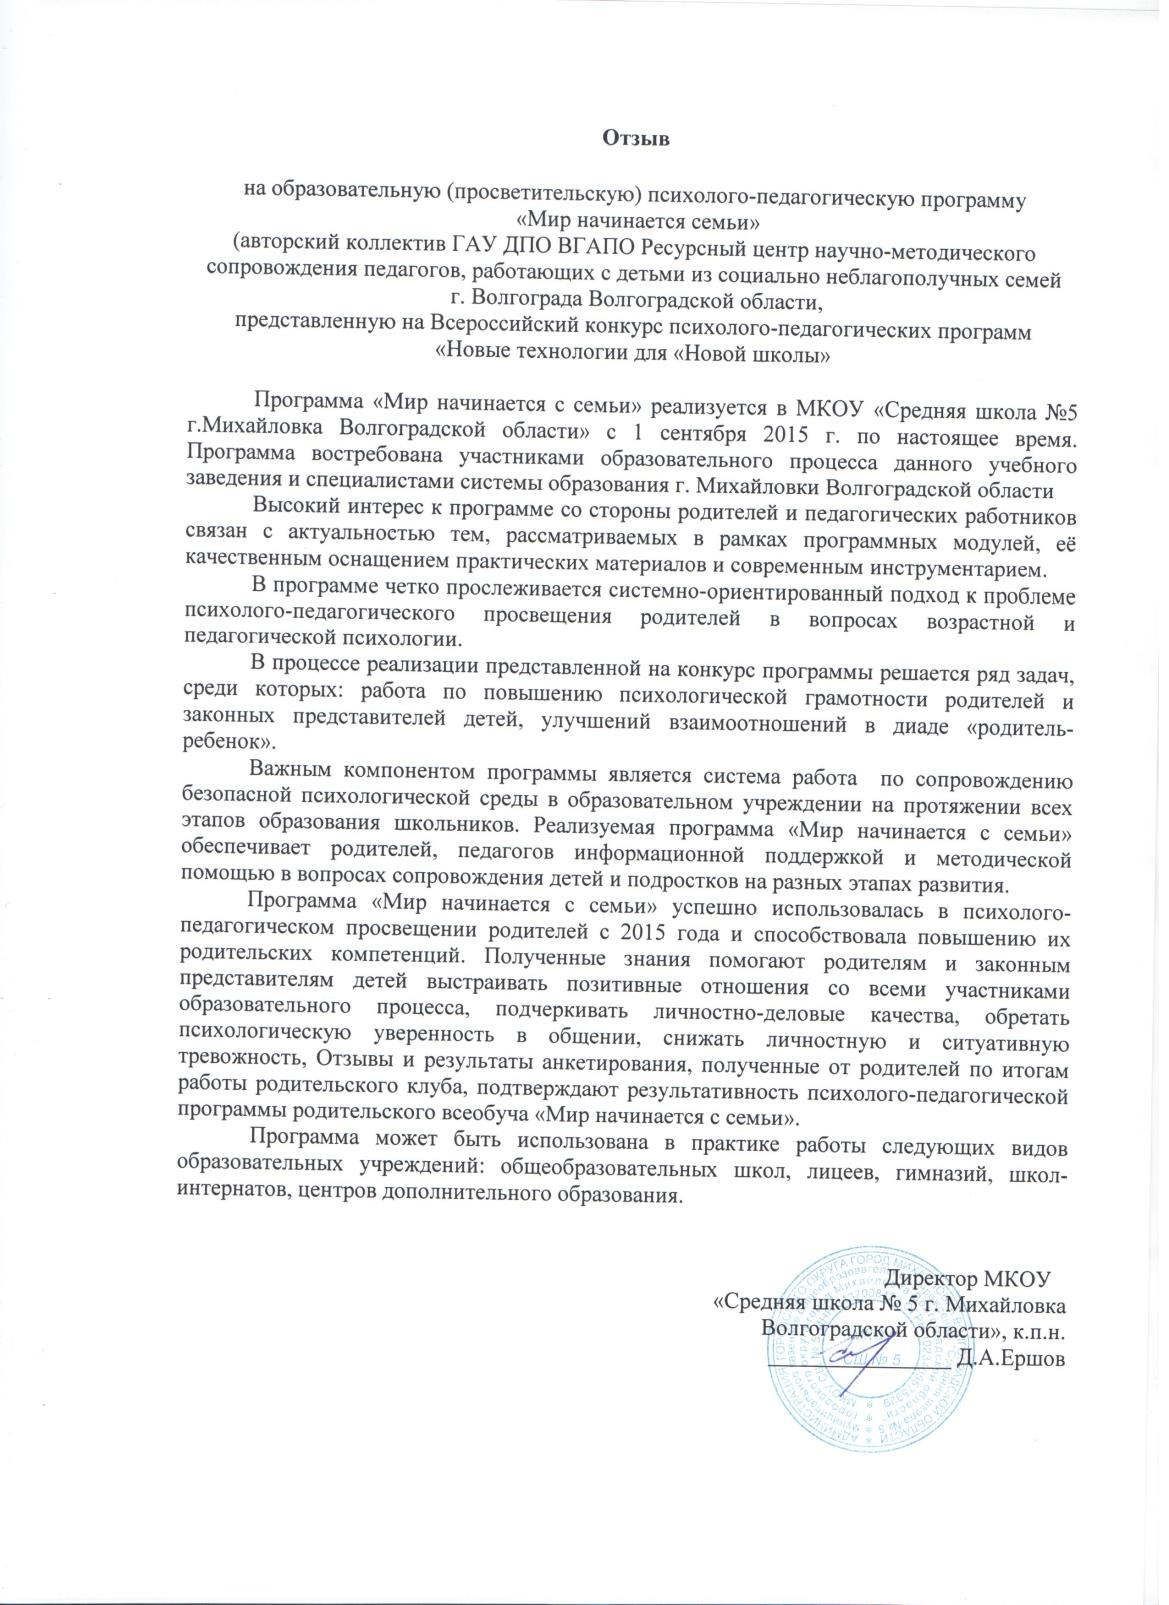 Отзыв
на образовательную (просветительскую) психолого-педагогическую программу
«Мир начинается семьи»
(авторский коллектив ГАУ ДПО ВГАПО Ресурсный центр научно-методического
сопровождения педагогов, работающих с детьми из социально неблагополучных семей
г. Волгограда Волгоградской области,
представленную на Всероссийский конкурс психолого-педагогических программ
«Новые технологии для «Новой школы»
Программа «Мир начинается с семьи» реализуется в МКОУ «Средняя школа №5
г.Михайловка Волгоградской области» с 1 сентября 2015 г. по настоящее время.
Программа востребована участниками образовательного процесса данного учебного
заведения и специалистами системы образования г. Михайловки Волгоградской области
Высокий интерес к программе со стороны родителей и педагогических работников
связан с актуальностью тем, рассматриваемых в рамках программных модулей, её
качественным оснащением практических материалов и современным инструментарием.
В программе четко прослеживается системно-ориентированный подход к проблеме
психолого-педагогического просвещения родителей в вопросах возрастной и
педагогической психологии.
В процессе реализации представленной на конкурс программы решается ряд задач,
среди которых: работа по повышению психологической грамотности родителей и
законных представителей детей, улучшений взаимоотношений в диаде «родитель-
ребенок».
Важным компонентом программы является система работа по сопровождению
безопасной психологической среды в образовательном учреждении на протяжении всех
этапов образования школьников. Реализуемая программа «Мир начинается с семьи»
обеспечивает родителей, педагогов информационной поддержкой и методической
помощью в вопросах сопровождения детей и подростков на разных этапах развития.
Программа «Мир начинается с семьи» успешно использовалась в психолого-
педагогическом просвещении родителей с 2015 года и способствовала повышению их
родительских компетенций. Полученные знания помогают родителям и законным
представителям детей выстраивать позитивные отношения со всеми участниками
образовательного процесса, подчеркивать личностно-деловые качества, обретать
психологическую уверенность в общении, снижать личностную и ситуативную
тревожность, Отзывы и результаты анкетирования, полученные от родителей по итогам
работы родительского клуба, подтверждают результативность психолого-педагогической
программы родительского всеобуча «Мир начинается с семьи».
Программа может быть использована в практике работы следующих видов
образовательных учреждений: общеобразовательных школ, лицеев, гимназий, школ-
интернатов, центров дополнительного образования.
Директор МКОУ
«Средняя школа № 5 г. Михайловка
Волгоградской области», к.п.н.
Д.А.Ершов
СШ № 5